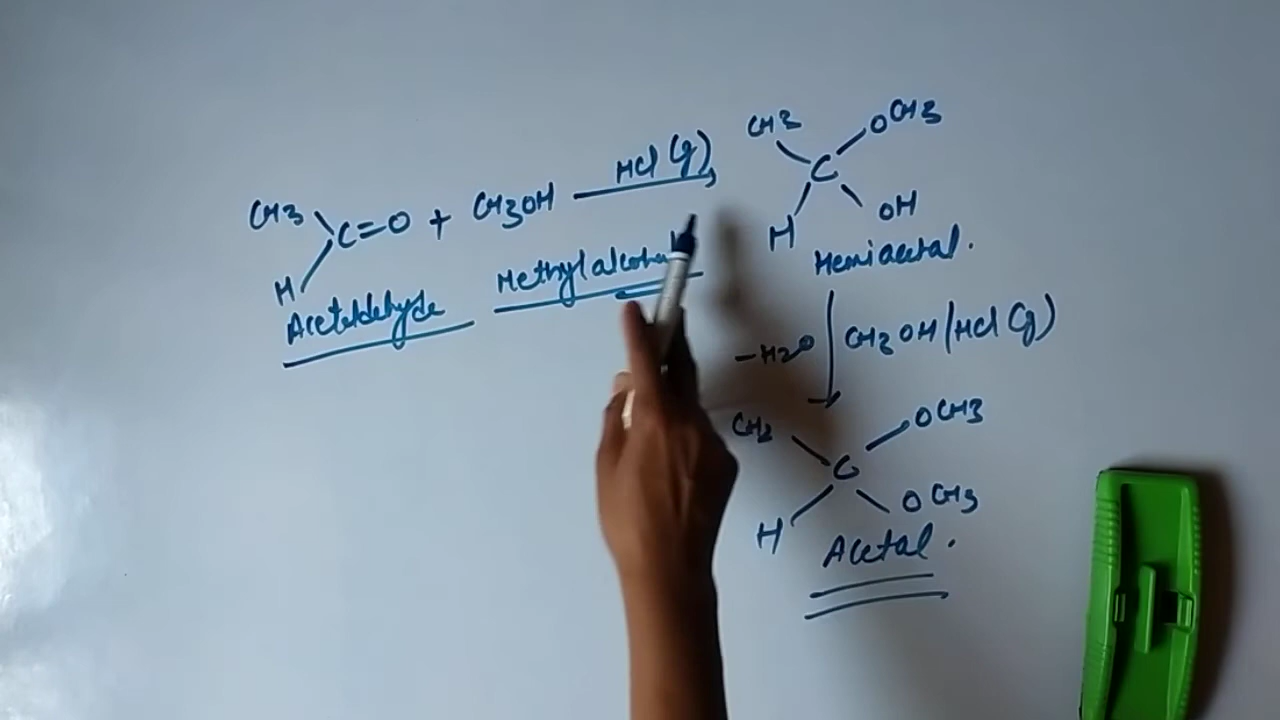 CH3 C=O + CH3OH HCl (g)
H
Acetaldehyde
Methyl alcohol
CH3 OCH3
C
H OH
Hemiacetal.
-H2O CH3OH/HCl (g)
CH3 OCH3
C
H OCH3
Acetal.